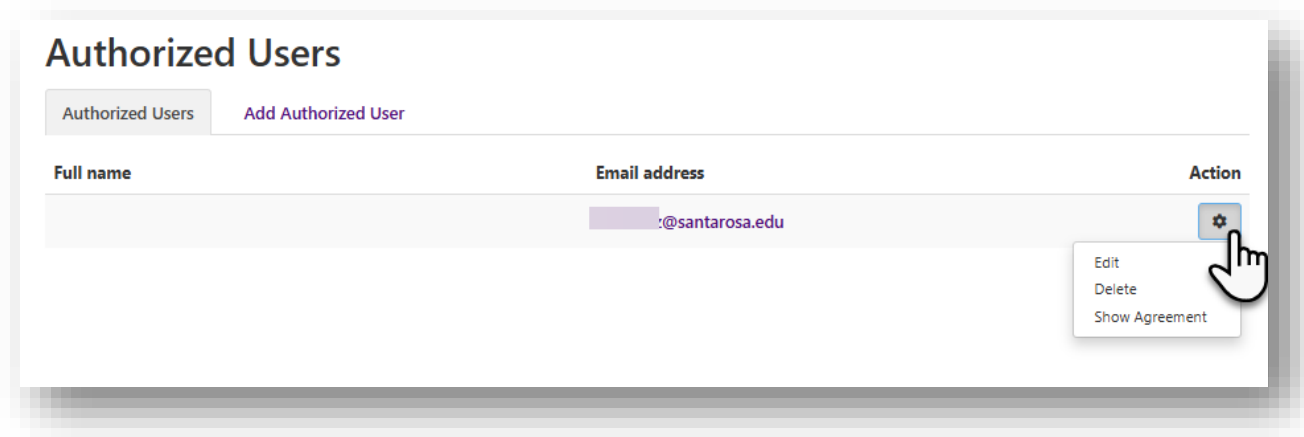 Authorized Users
Authorized Users Add Authorized User
Full name Email address Action
@santarosa.edu
Edit
Delete
Show Agreement